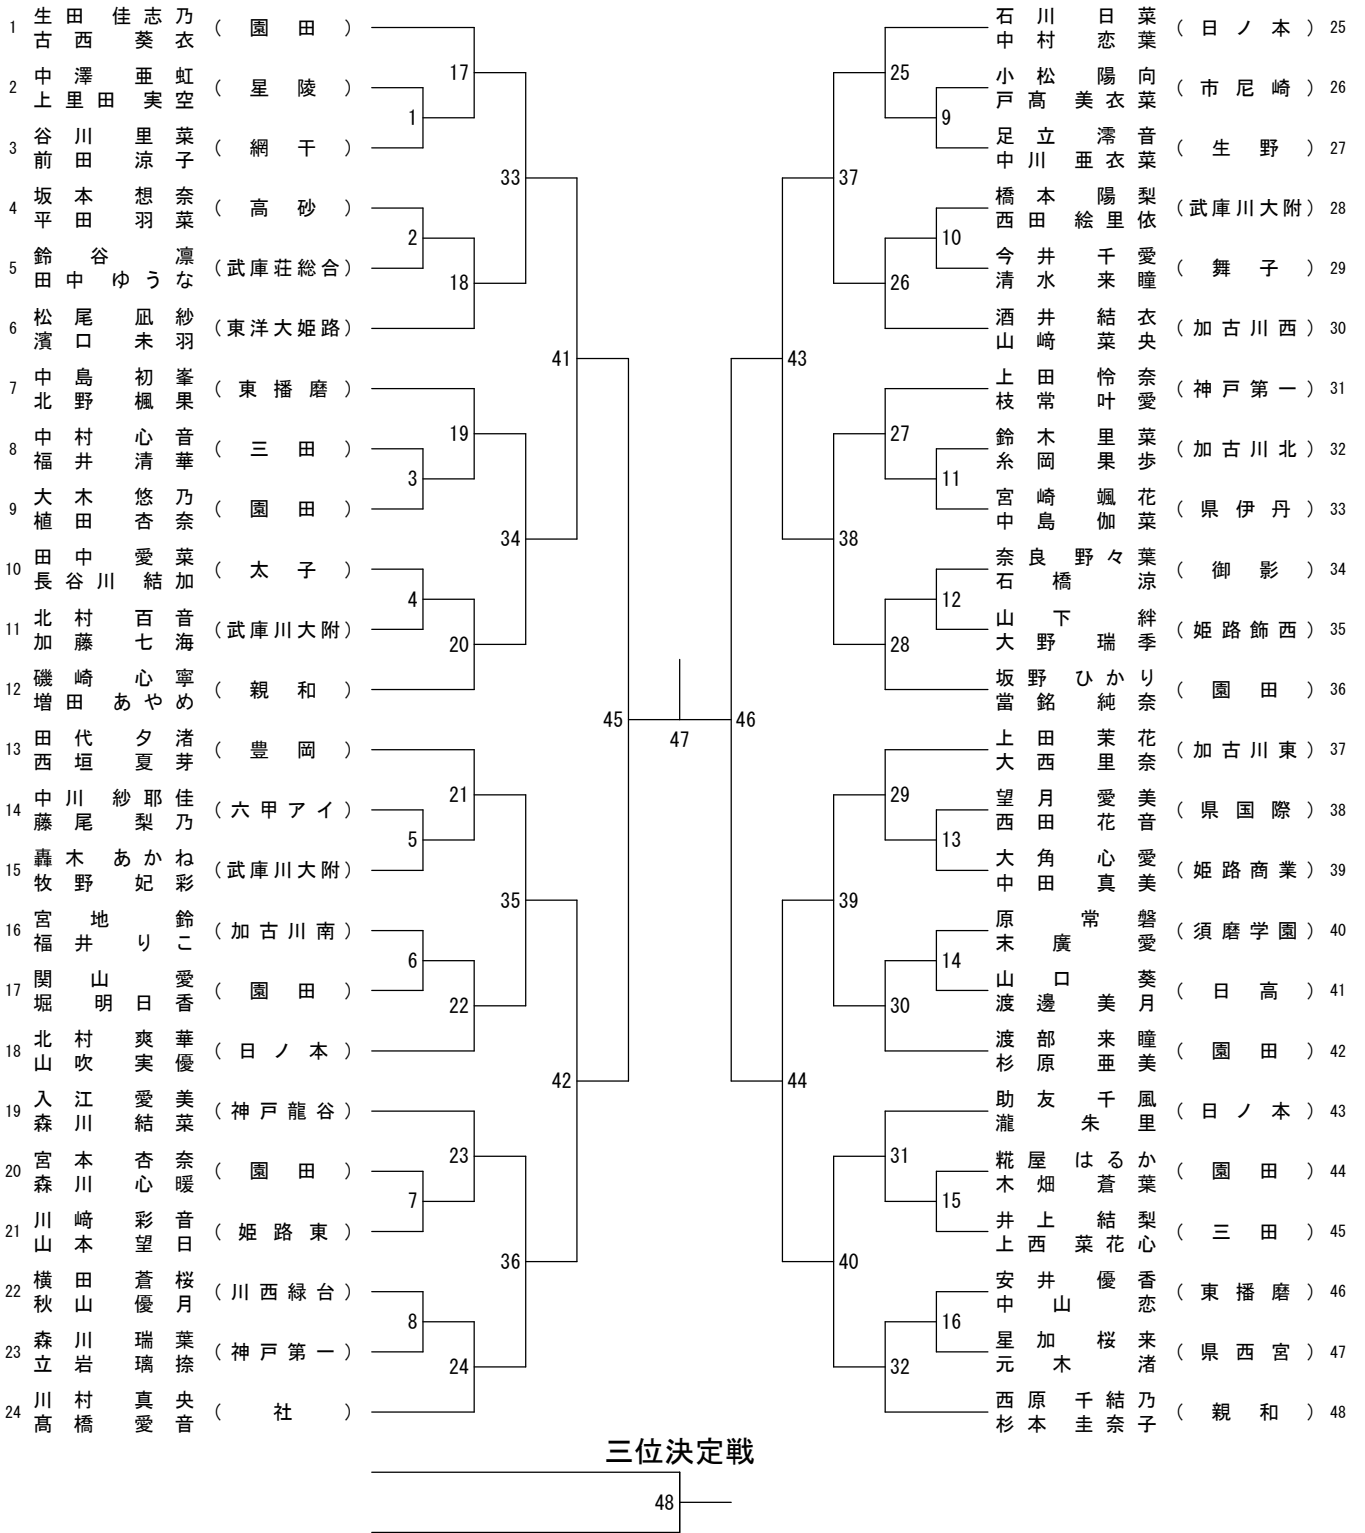 1 生田 佳志乃 古西 葵衣 (園田)
2 中澤 亜虹 上里田 実空 (星陵)
3 谷川 里菜 前田 涼子 (網干)
4 坂本 想奈 平田 羽菜 (高砂)
5 鈴谷 凛 田中 ゆうな (武庫荘総合)
6 松尾 凪紗 濱口 未羽 (東洋大姫路)
7 中島 初峯 北野 楓果 (東播磨)
8 中村 心音 福井 清華 (三田)
9 大木 悠乃 植田 杏奈 (園田)
10 田中 愛菜 長谷川 結加 (太子)
11 北村 百音 加藤 七海 (武庫川大附)
12 磯崎 心寧 増田 あやめ (親和)
13 田代 夕渚 西垣 夏芽 (豊岡)
14 中川 紗耶佳 藤尾 梨乃 (六甲アイ)
15 轟木 あかね 牧野 妃彩 (武庫川大附)
16 宮地 鈴 福井 りこ (加古川南)
17 関山 愛 堀 明日香 (園田)
18 北村 爽華 山吹 実優 (日ノ本)
19 入江 愛美 森川 結菜 (神戸龍谷)
20 宮本 杏奈 森川 心暖 (園田)
21 川﨑 彩音 山本 望日 (姫路東)
22 横田 蒼桜 秋山 優月 (川西緑台)
23 森川 瑞葉 立岩 璃捺 (神戸第一)
24 川村 真央 髙橋 愛音 (社)
1
2
3
4
5
6
7
8
17
18
19
20
21
22
23
24
33
34
35
36
41
42
45
47
46
43
44
37
38
39
40
25
26
27
28
29
30
31
32
9
10
11
12
13
14
15
16
石川 日菜 中村 恋葉 (日ノ本) 25
小松 陽向 戸髙 美衣菜 (市尼崎) 26
足立 澪音 中川 亜衣菜 (生野) 27
橋本 陽梨 西田 絵里依 (武庫川大附) 28
今井 千愛 清水 来瞳 (舞子) 29
酒井 結衣 山﨑 菜央 (加古川西) 30
上田 怜奈 枝常 叶愛 (神戸第一) 31
鈴木 里菜 糸岡 果歩 (加古川北) 32
宮崎 颯花 中島 伽菜 (県伊丹) 33
奈良 野々葉 石橋 涼 (御影) 34
山下 絆 大野 瑞季 (姫路飾西) 35
坂野 ひかり 當銘 純奈 (園田) 36
上田 茉花 大西 里奈 (加古川東) 37
望月 愛美 西田 花音 (県国際) 38
大角 心愛 中田 真美 (姫路商業) 39
原 常磐 末廣 愛 (須磨学園) 40
山口 葵 渡邊 美月 (日高) 41
渡部 来瞳 杉原 亜美 (園田) 42
助友 千風 瀧 朱里 (日ノ本) 43
糀屋 はるか 木畑 蒼葉 (園田) 44
井上 結梨 上西 菜花心 (三田) 45
安井 優香 中山 恋 (東播磨) 46
星加 桜来 元木 渚 (県西宮) 47
西原 千結乃 杉本 圭奈子 (親和) 48
三位決定戦
48